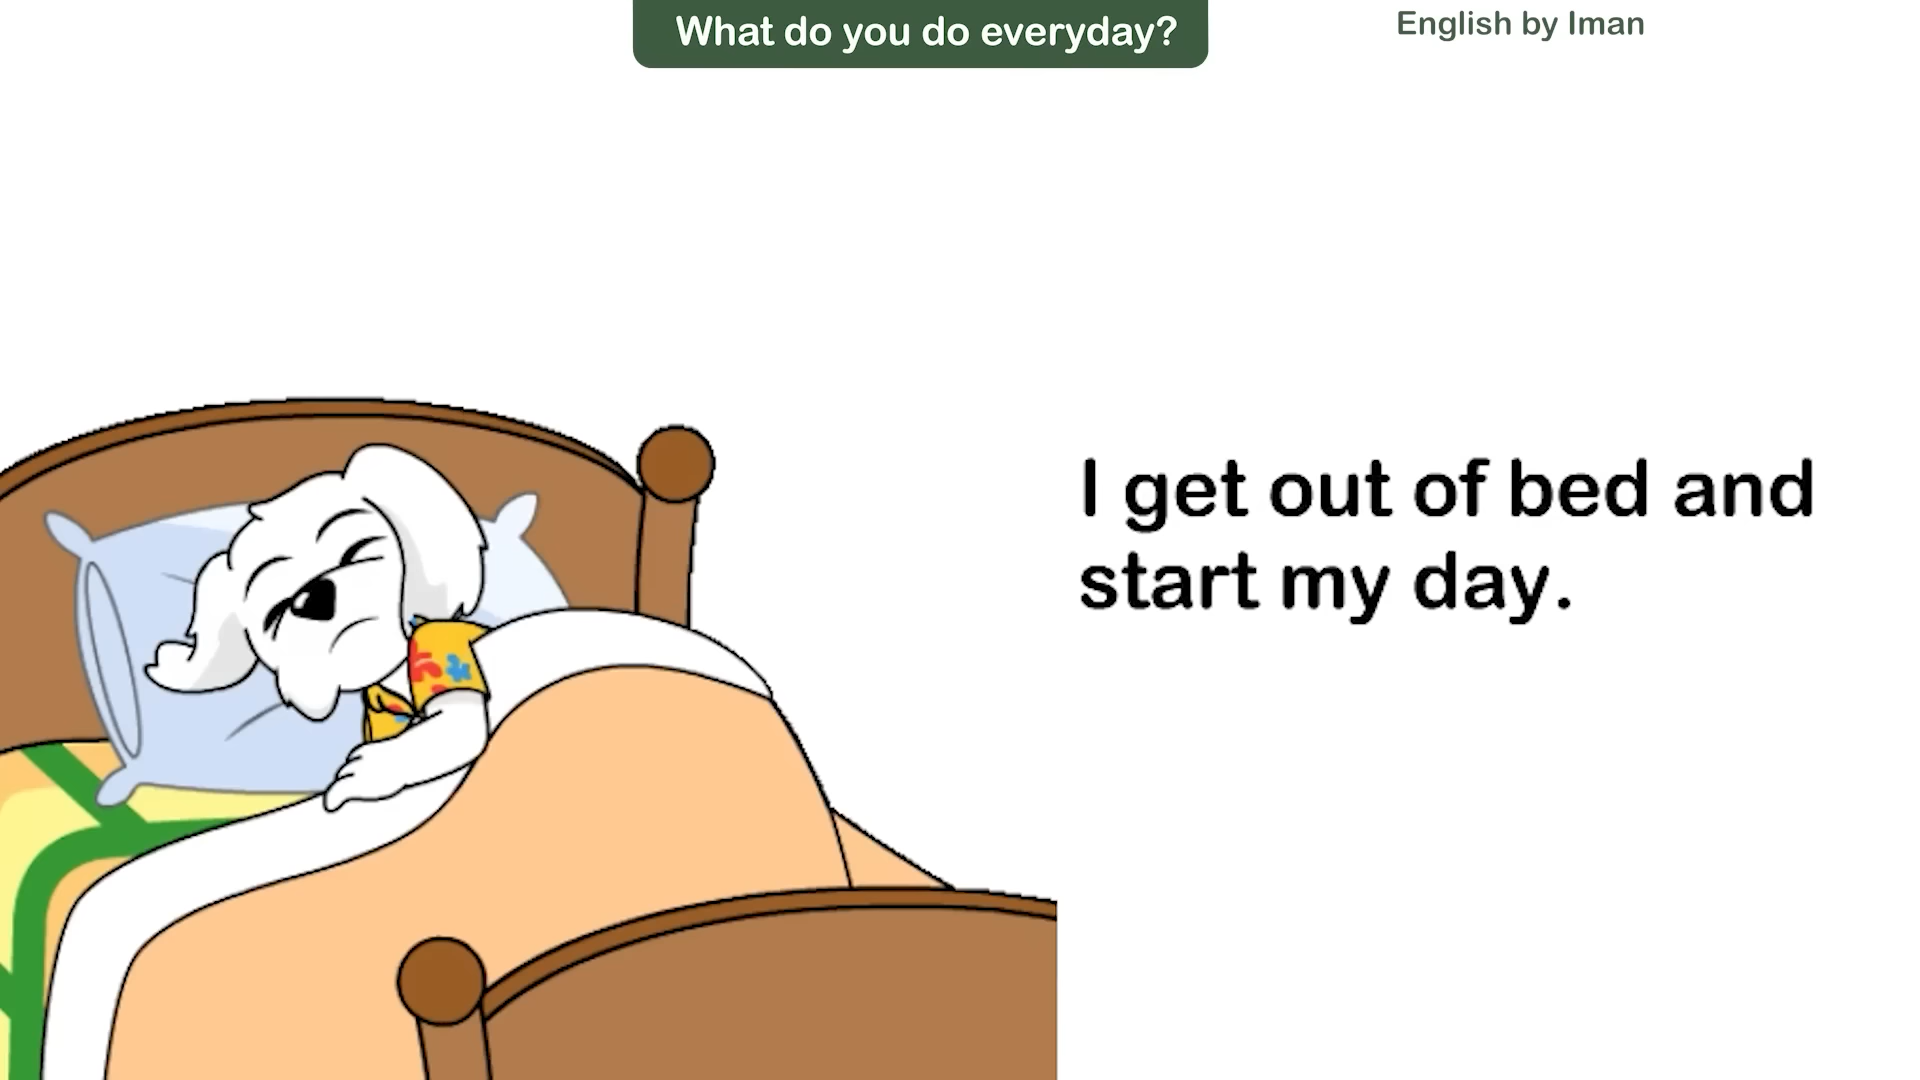 What do you do everyday?
English by Iman
I get out of bed and
start my day.